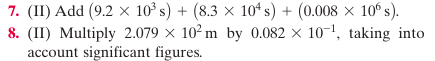 7. (II) Add (9.2 × 10³ s) + (8.3 × 10⁴ s) + (0.008 × 10⁶ s).
8. (II) Multiply 2.079 × 10² m by 0.082 × 10⁻¹, taking into
account significant figures.